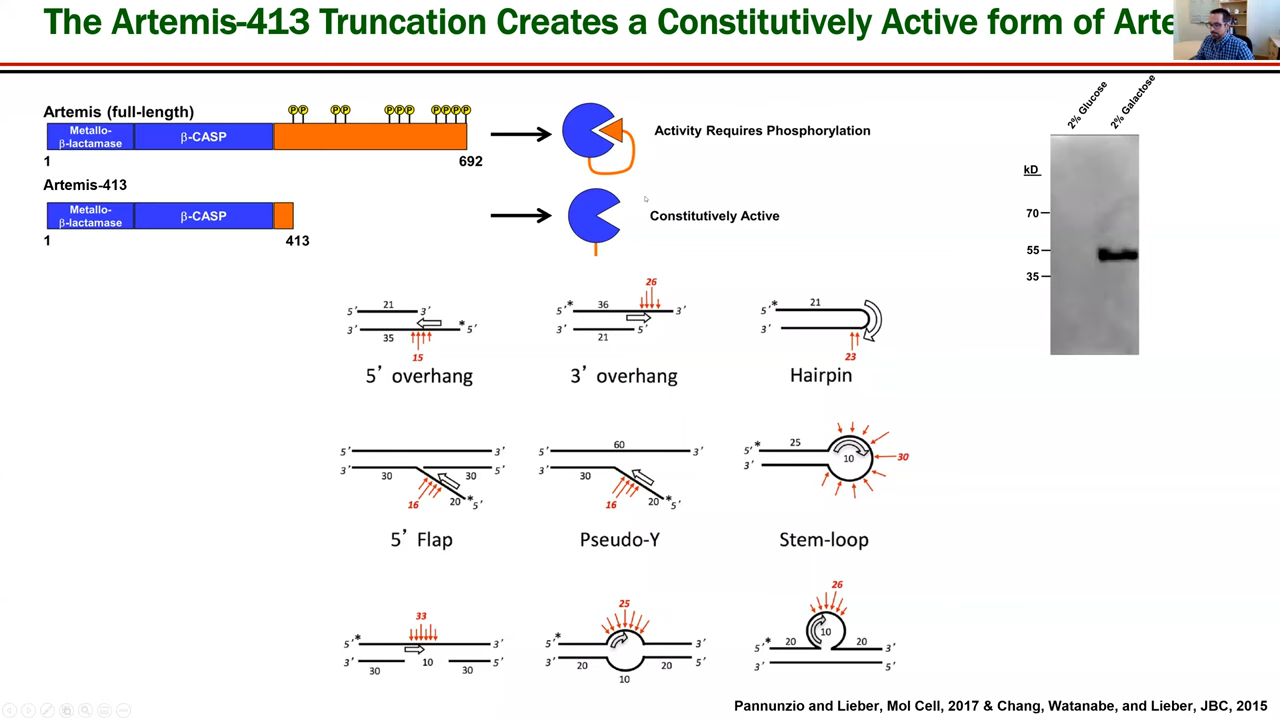 The Artemis-413 Truncation Creates a Constitutively Active form of Arte
Artemis (full-length)
P P P P P P P P P P P
Metallo-
β-lactamase
β-CASP
1
692
Activity Requires Phosphorylation
Artemis-413
Metallo-
β-lactamase
β-CASP
1
413
Constitutively Active
2% Glucose
2% Galactose
kD
70
55
35
5′ 21 3′
3′ 35 * 5′
15
5’ overhang
26
5′ * 36 3′
3′ 21 5′
3’ overhang
5′ * 21
3′
23
Hairpin
5′ 3′
3′ 30 30 5′
16 20 * 5′
5’ Flap
5′ 60 3′
3′ 30
16 20 * 5′
Pseudo-Y
5′ * 25
3′
10
30
Stem-loop
33
5′ * 3′
3′ 30 10 30 5′
25
5′ * 3′
3′ 20 20 5′
10
26
10
5′ * 20 20 3′
3′ 5′
Pannunzio and Lieber, Mol Cell, 2017 & Chang, Watanabe, and Lieber, JBC, 2015